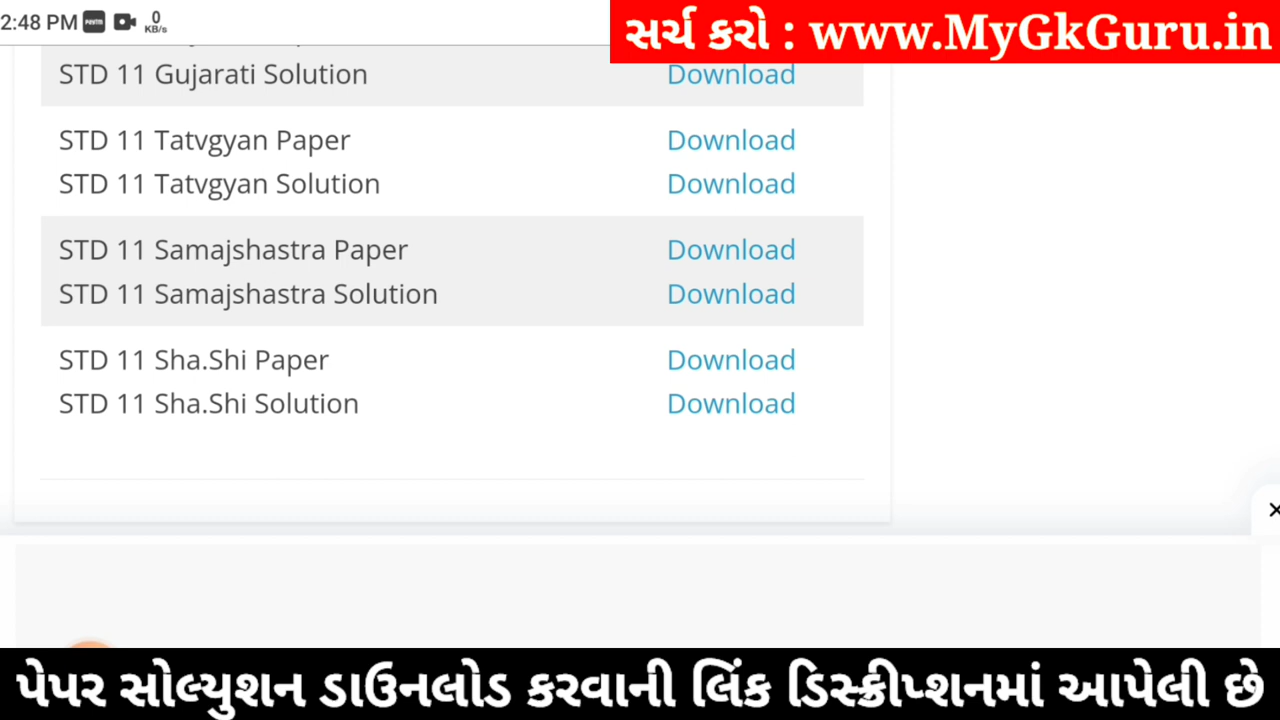 2:48 PM Paytm 0 KB/s
સર્ચ કરો : www.MyGkGuru.in
STD 11 Gujarati Solution Download
STD 11 Tatvgyan Paper Download
STD 11 Tatvgyan Solution Download
STD 11 Samajshastra Paper Download
STD 11 Samajshastra Solution Download
STD 11 Sha.Shi Paper Download
STD 11 Sha.Shi Solution Download
પેપર સોલ્યુશન ડાઉનલોડ કરવાની લિંક ડિસ્ક્રીપ્શનમાં આપેલી છે